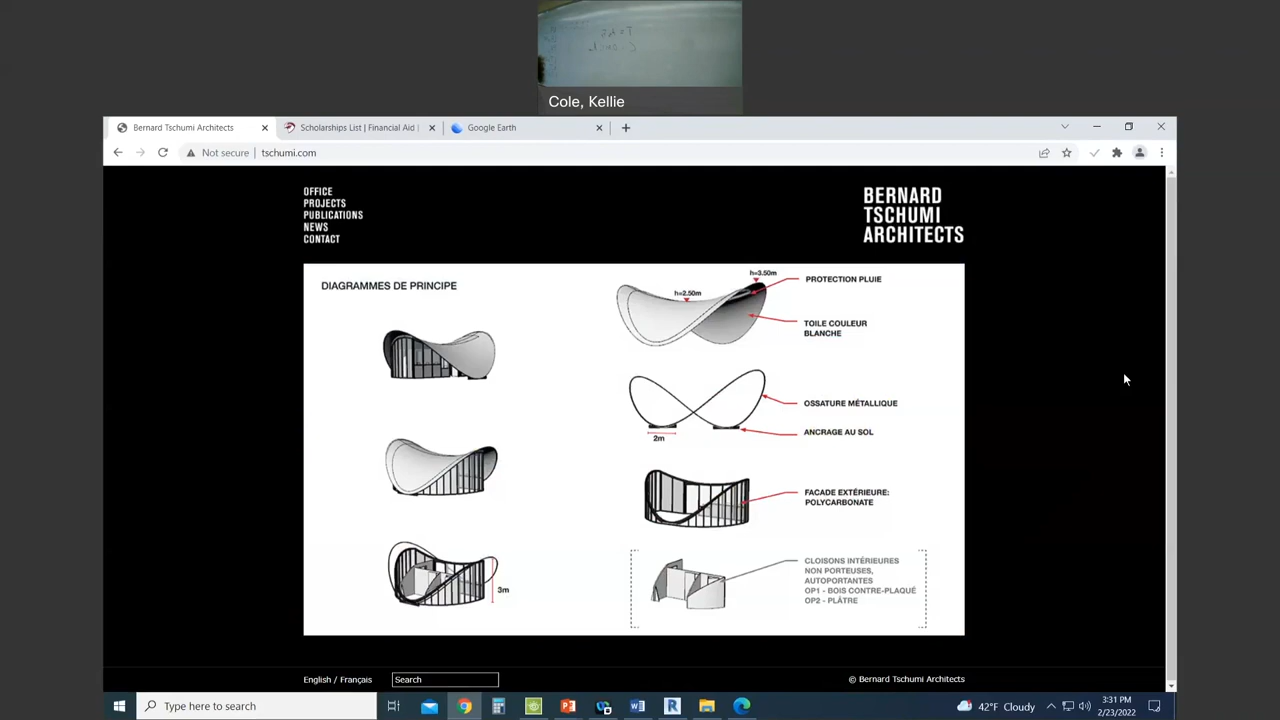 Cole, Kellie
Bernard Tschumi Architects
Scholarships List | Financial Aid |
Google Earth
Not secure | tschumi.com
OFFICE
PROJECTS
PUBLICATIONS
NEWS
CONTACT
BERNARD
TSCHUMI
ARCHITECTS
DIAGRAMMES DE PRINCIPE
h=3.50m
h=2.50m
PROTECTION PLUIE
TOILE COULEUR
BLANCHE
OSSATURE MÉTALLIQUE
ANCRAGE AU SOL
2m
FACADE EXTÉRIEURE:
POLYCARBONATE
3m
CLOISONS INTÉRIEURES
NON PORTEUSES,
AUTOPORTANTES
OP1 - BOIS CONTRE-PLAQUÉ
OP2 - PLÂTRE
English / Français
Search
© Bernard Tschumi Architects
Type here to search
42°F Cloudy
3:31 PM
2/23/2022